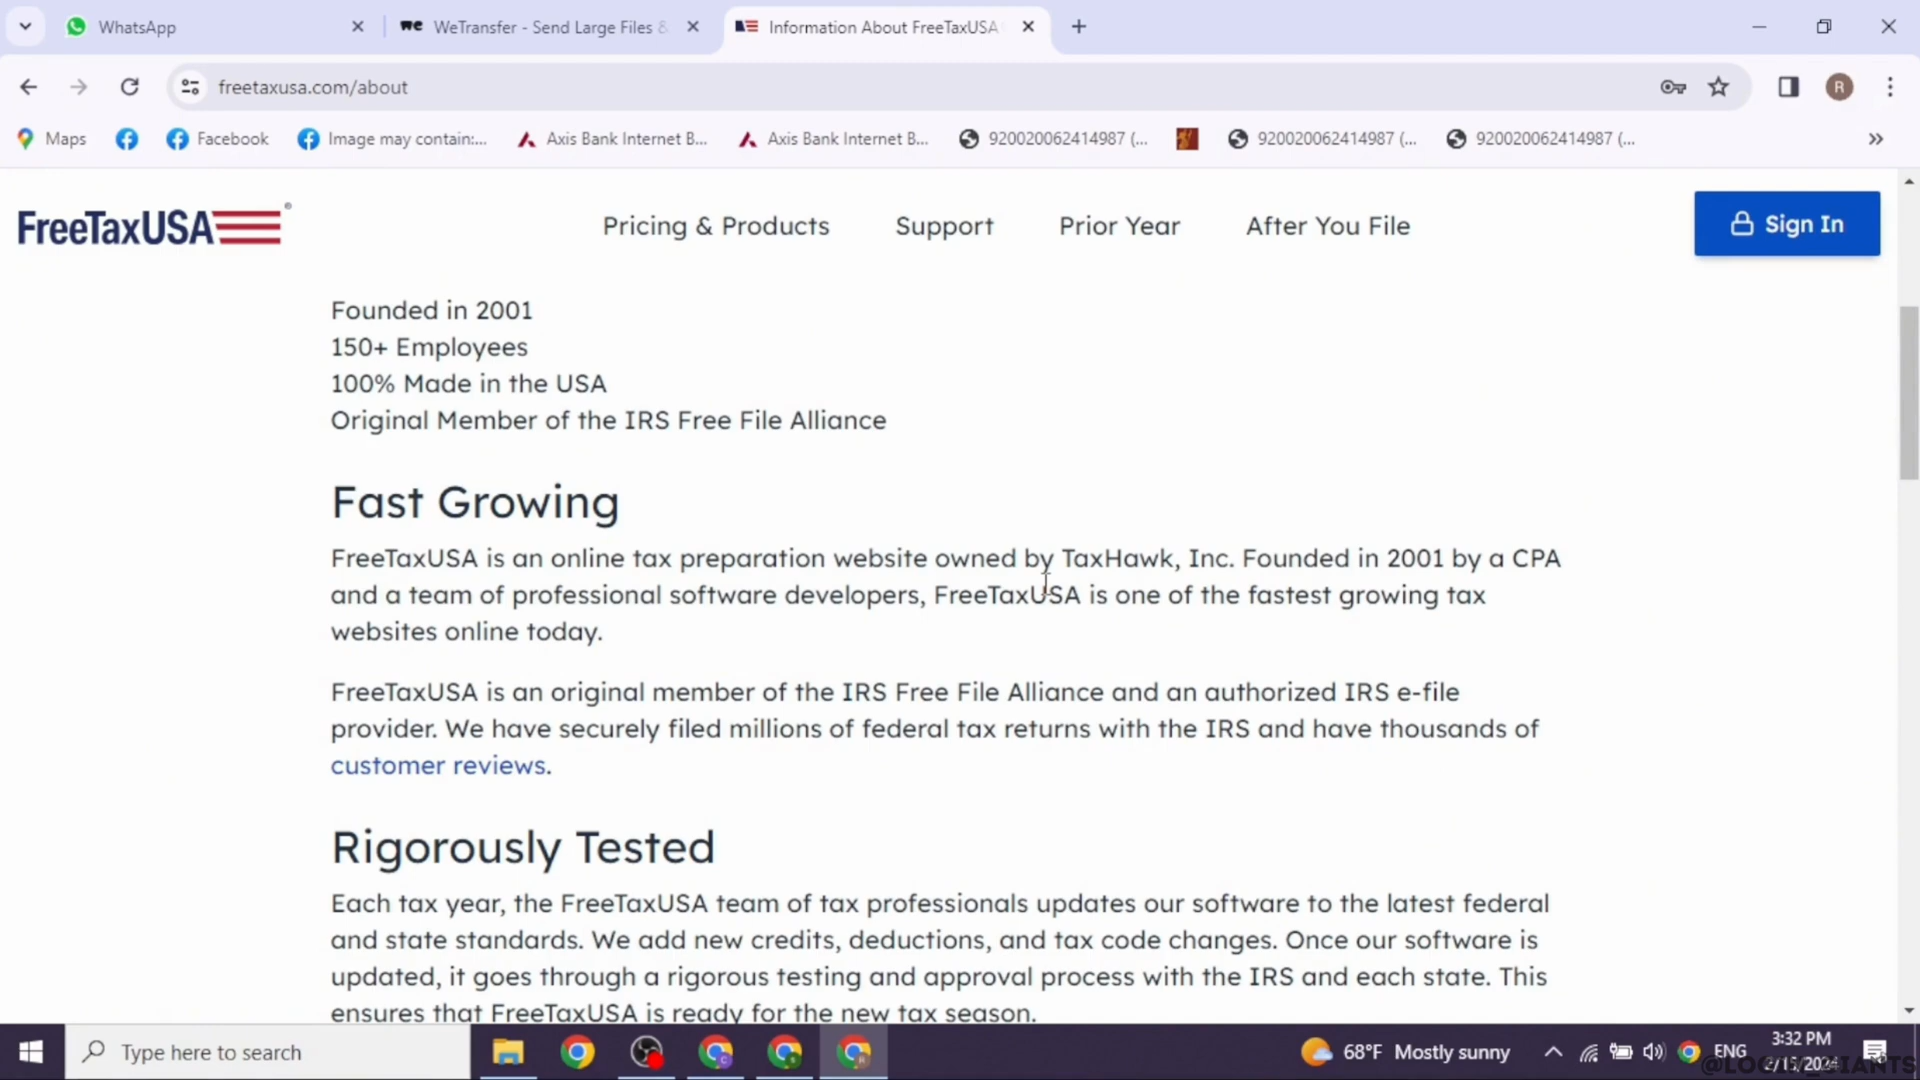 WhatsApp
WeTransfer - Send Large Files &
Information About FreeTaxUSA
freetaxusa.com/about
R
Maps
Facebook
Image may contain:...
Axis Bank Internet B...
Axis Bank Internet B...
920020062414987 (...
920020062414987 (...
920020062414987 (...
FreeTaxUSA®
Pricing & Products
Support
Prior Year
After You File
Sign In
Founded in 2001
150+ Employees
100% Made in the USA
Original Member of the IRS Free File Alliance
Fast Growing
FreeTaxUSA is an online tax preparation website owned by TaxHawk, Inc. Founded in 2001 by a CPA
and a team of professional software developers, FreeTaxUSA is one of the fastest growing tax
websites online today.
FreeTaxUSA is an original member of the IRS Free File Alliance and an authorized IRS e-file
provider. We have securely filed millions of federal tax returns with the IRS and have thousands of
customer reviews.
Rigorously Tested
Each tax year, the FreeTaxUSA team of tax professionals updates our software to the latest federal
and state standards. We add new credits, deductions, and tax code changes. Once our software is
updated, it goes through a rigorous testing and approval process with the IRS and each state. This
ensures that FreeTaxUSA is ready for the new tax season.
Type here to search
68°F Mostly sunny
ENG
3:32 PM
2/15/2024